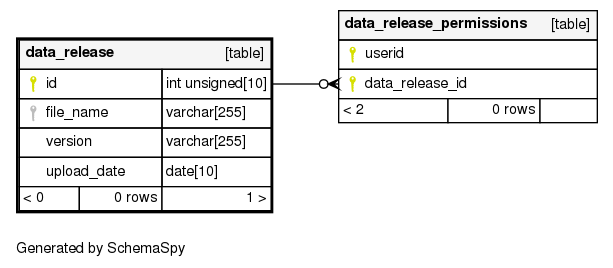 data_release [table]
id int unsigned[10]
file_name varchar[255]
version varchar[255]
upload_date date[10]
< 0 0 rows 1 >
data_release_permissions [table]
userid
data_release_id
< 2 0 rows
Generated by SchemaSpy